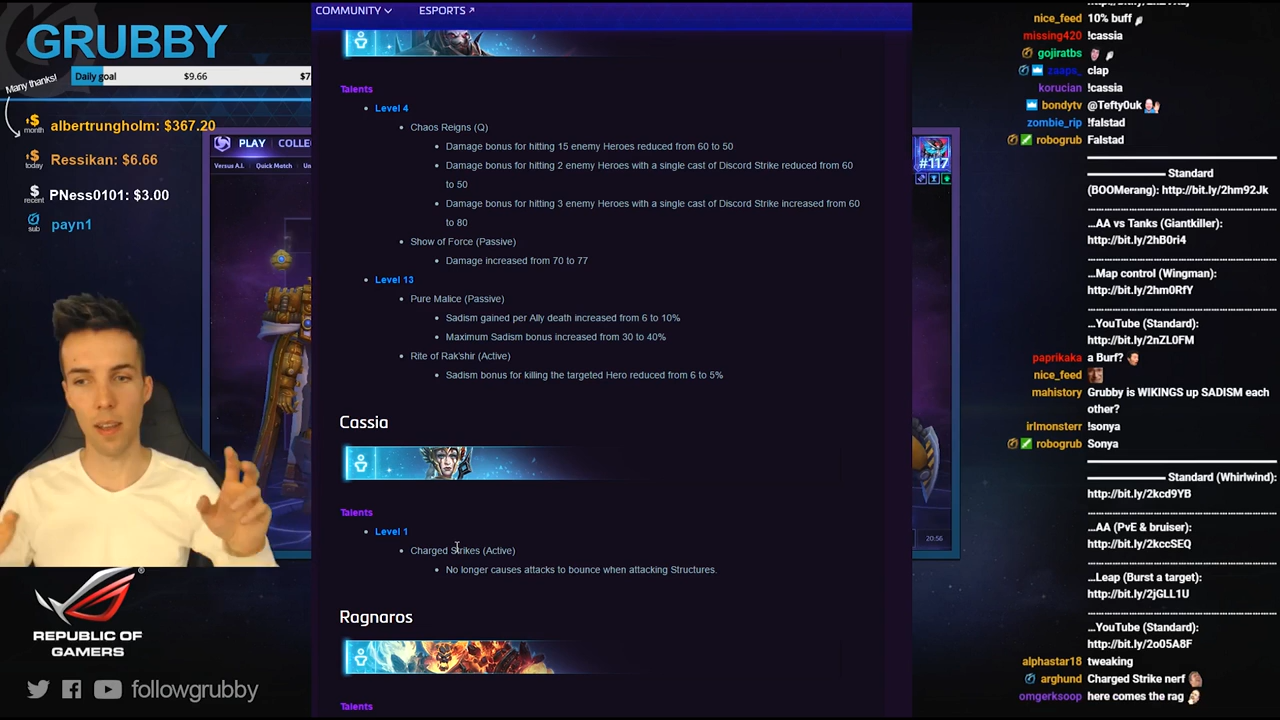 GRUBBY
Many thanks!
Daily goal
$9.66
$7
$ month
albertrungholm: $367.20
$ today
Ressikan: $6.66
$ recent
PNess0101: $3.00
sub
payn1
PLAY COLLE
Versus A.I. Quick Match Un
#117
20:56
REPUBLIC OF
GAMERS
followgrubby
COMMUNITY
ESPORTS
Talents
Level 4
Chaos Reigns (Q)
Damage bonus for hitting 15 enemy Heroes reduced from 60 to 50
Damage bonus for hitting 2 enemy Heroes with a single cast of Discord Strike reduced from 60
to 50
Damage bonus for hitting 3 enemy Heroes with a single cast of Discord Strike increased from 60
to 80
Show of Force (Passive)
Damage increased from 70 to 77
Level 13
Pure Malice (Passive)
Sadism gained per Ally death increased from 6 to 10%
Maximum Sadism bonus increased from 30 to 40%
Rite of Rak'shir (Active)
Sadism bonus for killing the targeted Hero reduced from 6 to 5%
Cassia
Talents
Level 1
Charged Strikes (Active)
No longer causes attacks to bounce when attacking Structures.
Ragnaros
Talents
nice_feed 10% buff
missing420 !cassia
gojiratbs
zaaps_ clap
korucian !cassia
bondytv @Tefty0uk
zombie_rip !falstad
robogrub Falstad
Standard
(BOOMerang): http://bit.ly/2hm92Jk
...AA vs Tanks (Giantkiller):
http://bit.ly/2hB0ri4
...Map control (Wingman):
http://bit.ly/2hm0RfY
...YouTube (Standard):
http://bit.ly/2nZL0FM
paprikaka a Burf?
nice_feed
mahistory Grubby is WIKINGS up SADISM each
other?
irlmonsterr !sonya
robogrub Sonya
Standard (Whirlwind):
http://bit.ly/2kcd9YB
...AA (PvE & bruiser):
http://bit.ly/2kccSEQ
...Leap (Burst a target):
http://bit.ly/2jGLL1U
...YouTube (Standard):
http://bit.ly/2o05A8F
alphastar18 tweaking
arghund Charged Strike nerf
omgerksoop here comes the rag